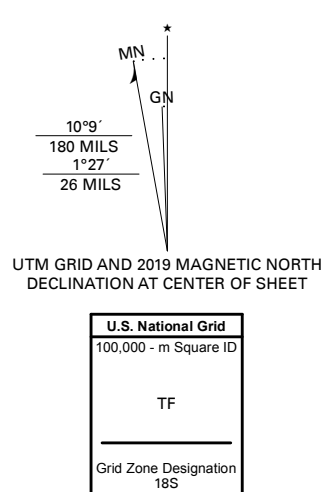 MN
GN
10°9´
180 MILS
1°27´
26 MILS
UTM GRID AND 2019 MAGNETIC NORTH
DECLINATION AT CENTER OF SHEET
U.S. National Grid
100,000 - m Square ID
TF
Grid Zone Designation
18S